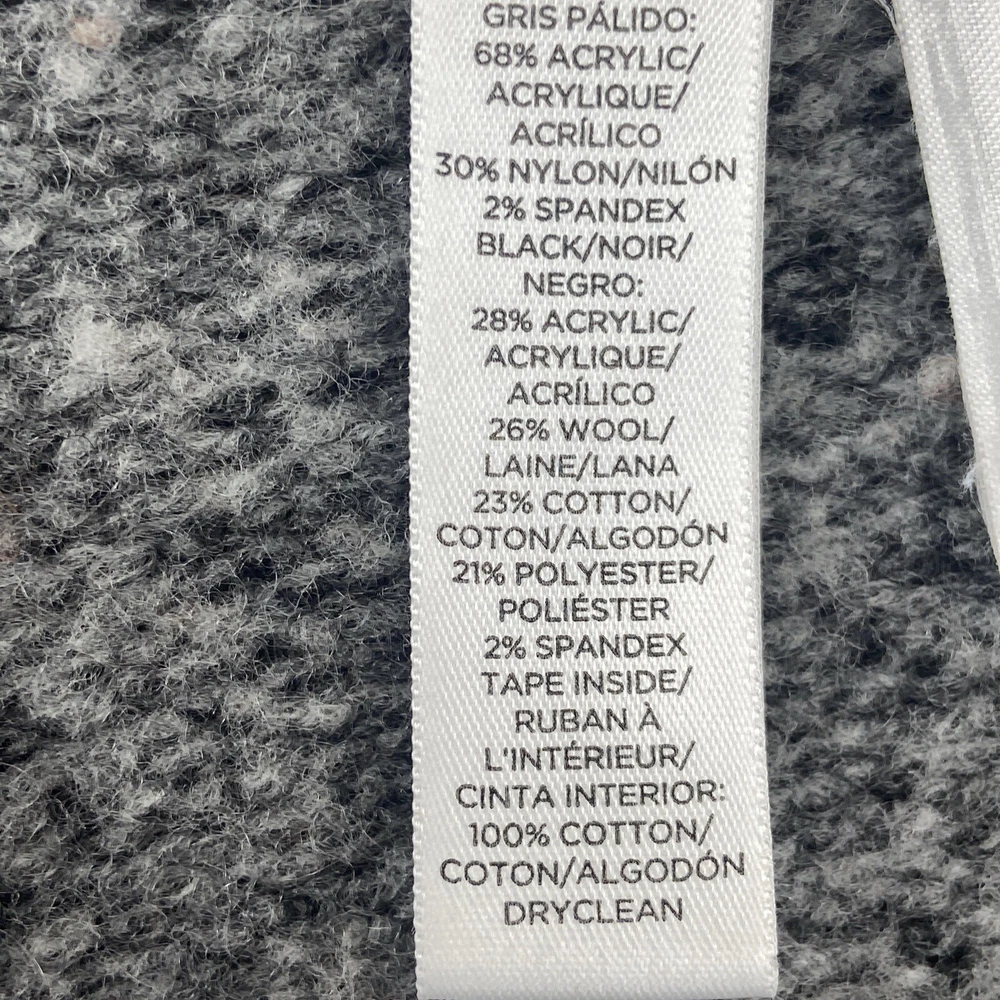 GRIS PÁLIDO:
68% ACRYLIC/
ACRYLIQUE/
ACRÍLICO
30% NYLON/NILÓN
2% SPANDEX
BLACK/NOIR/
NEGRO:
28% ACRYLIC/
ACRYLIQUE/
ACRÍLICO
26% WOOL/
LAINE/LANA
23% COTTON/
COTON/ALGODÓN
21% POLYESTER/
POLIÉSTER
2% SPANDEX
TAPE INSIDE/
RUBAN À
L'INTÉRIEUR/
CINTA INTERIOR:
100% COTTON/
COTON/ALGODÓN
DRYCLEAN